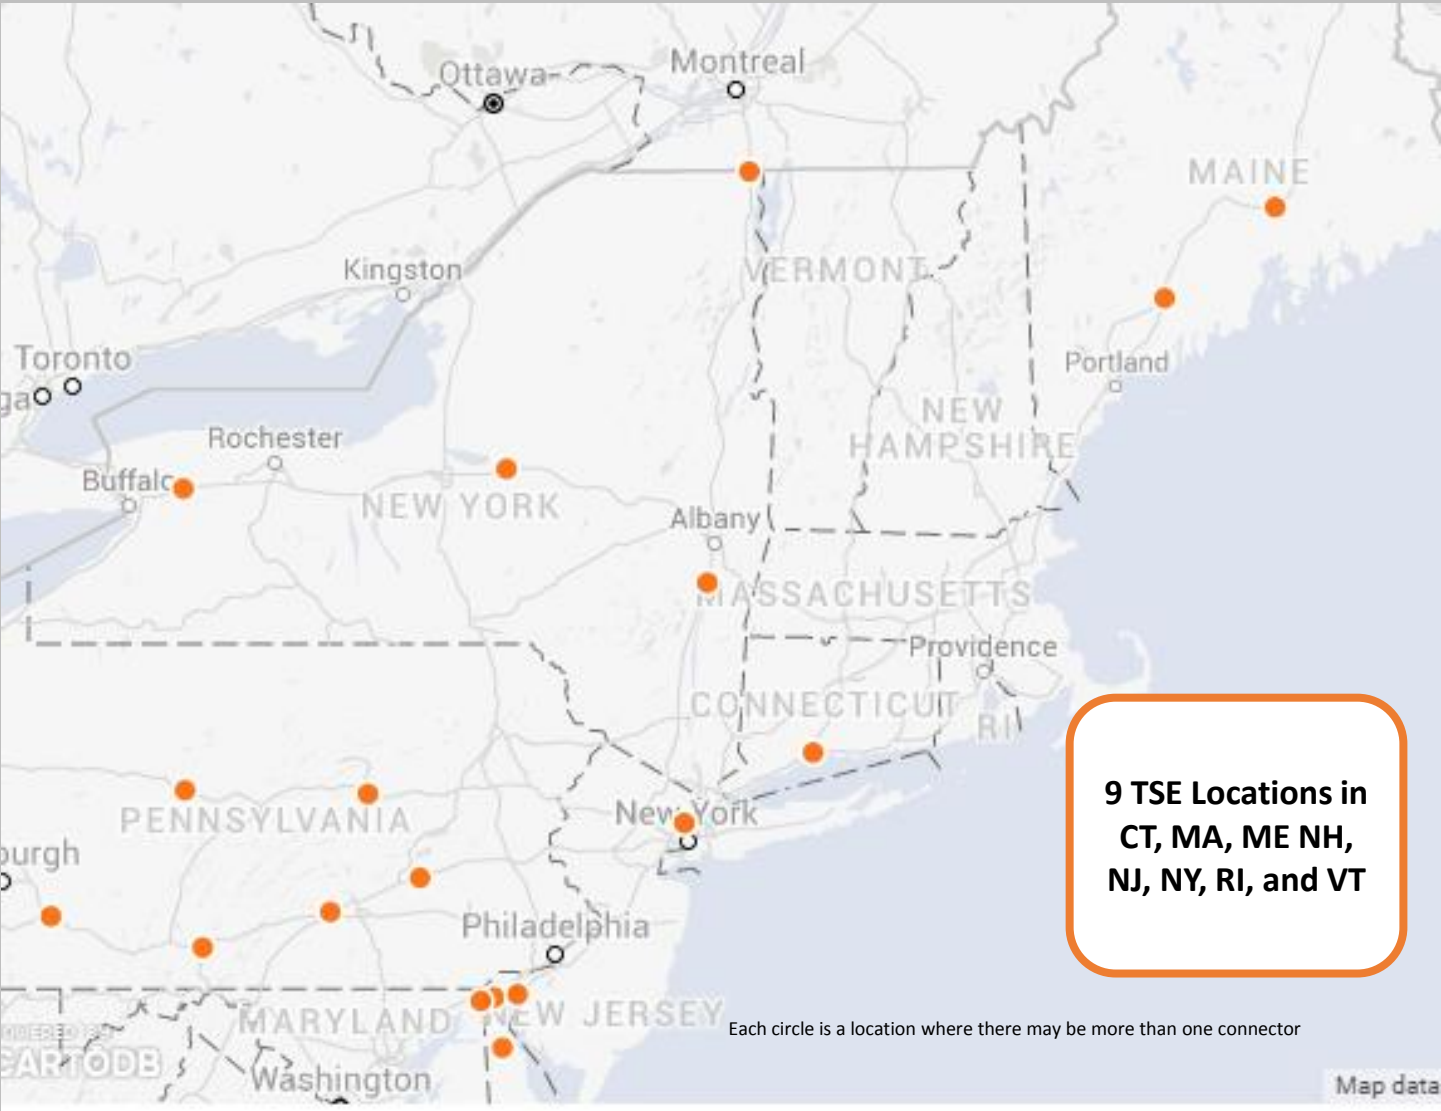 Montreal
Ottawa
MAINE
Kingston
VERMONT
Toronto
Portland
NEW
HAMPSHIRE
Rochester
Buffalo
NEW YORK
Albany
MASSACHUSETTS
Providence
CONNECTICUT
RI
9 TSE Locations in
CT, MA, ME NH,
NJ, NY, RI, and VT
New York
PENNSYLVANIA
burgh
Philadelphia
MARYLAND
NEW JERSEY
Each circle is a location where there may be more than one connector
CARTODB
Washington
Map data